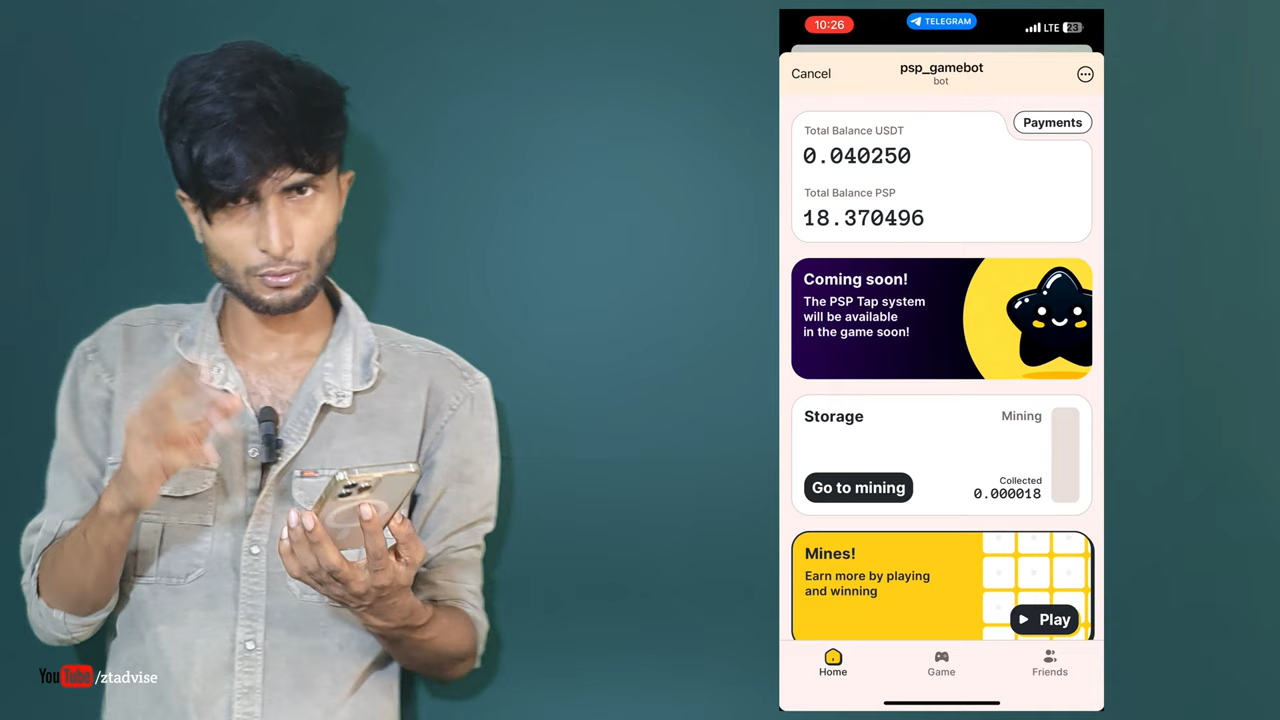 10:26
TELEGRAM
LTE 23
Cancel
psp_gamebot
bot
Payments
Total Balance USDT
0.040250
Total Balance PSP
18.370496
Coming soon!
The PSP Tap system
will be available
in the game soon!
Storage
Mining
Go to mining
Collected
0.000018
Mines!
Earn more by playing
and winning
Play
Home
Game
Friends
YouTube/ztadvise